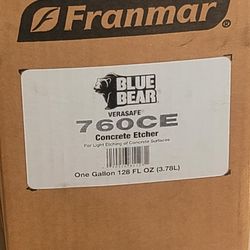 Franmar®
BLUE
BEAR
VERASAFE™
760CE
Concrete Etcher
For Light Etching of Concrete Surfaces
One Gallon 128 FL OZ (3.78L)